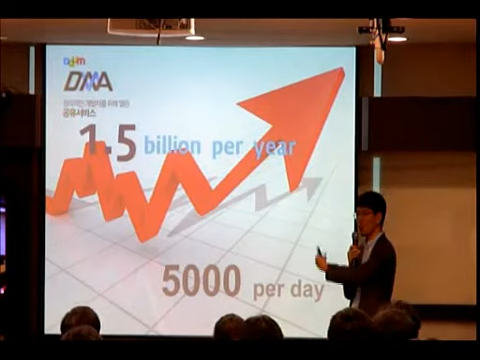 Daum
DNA
공유서비스
1.5 billion per year
5000 per day